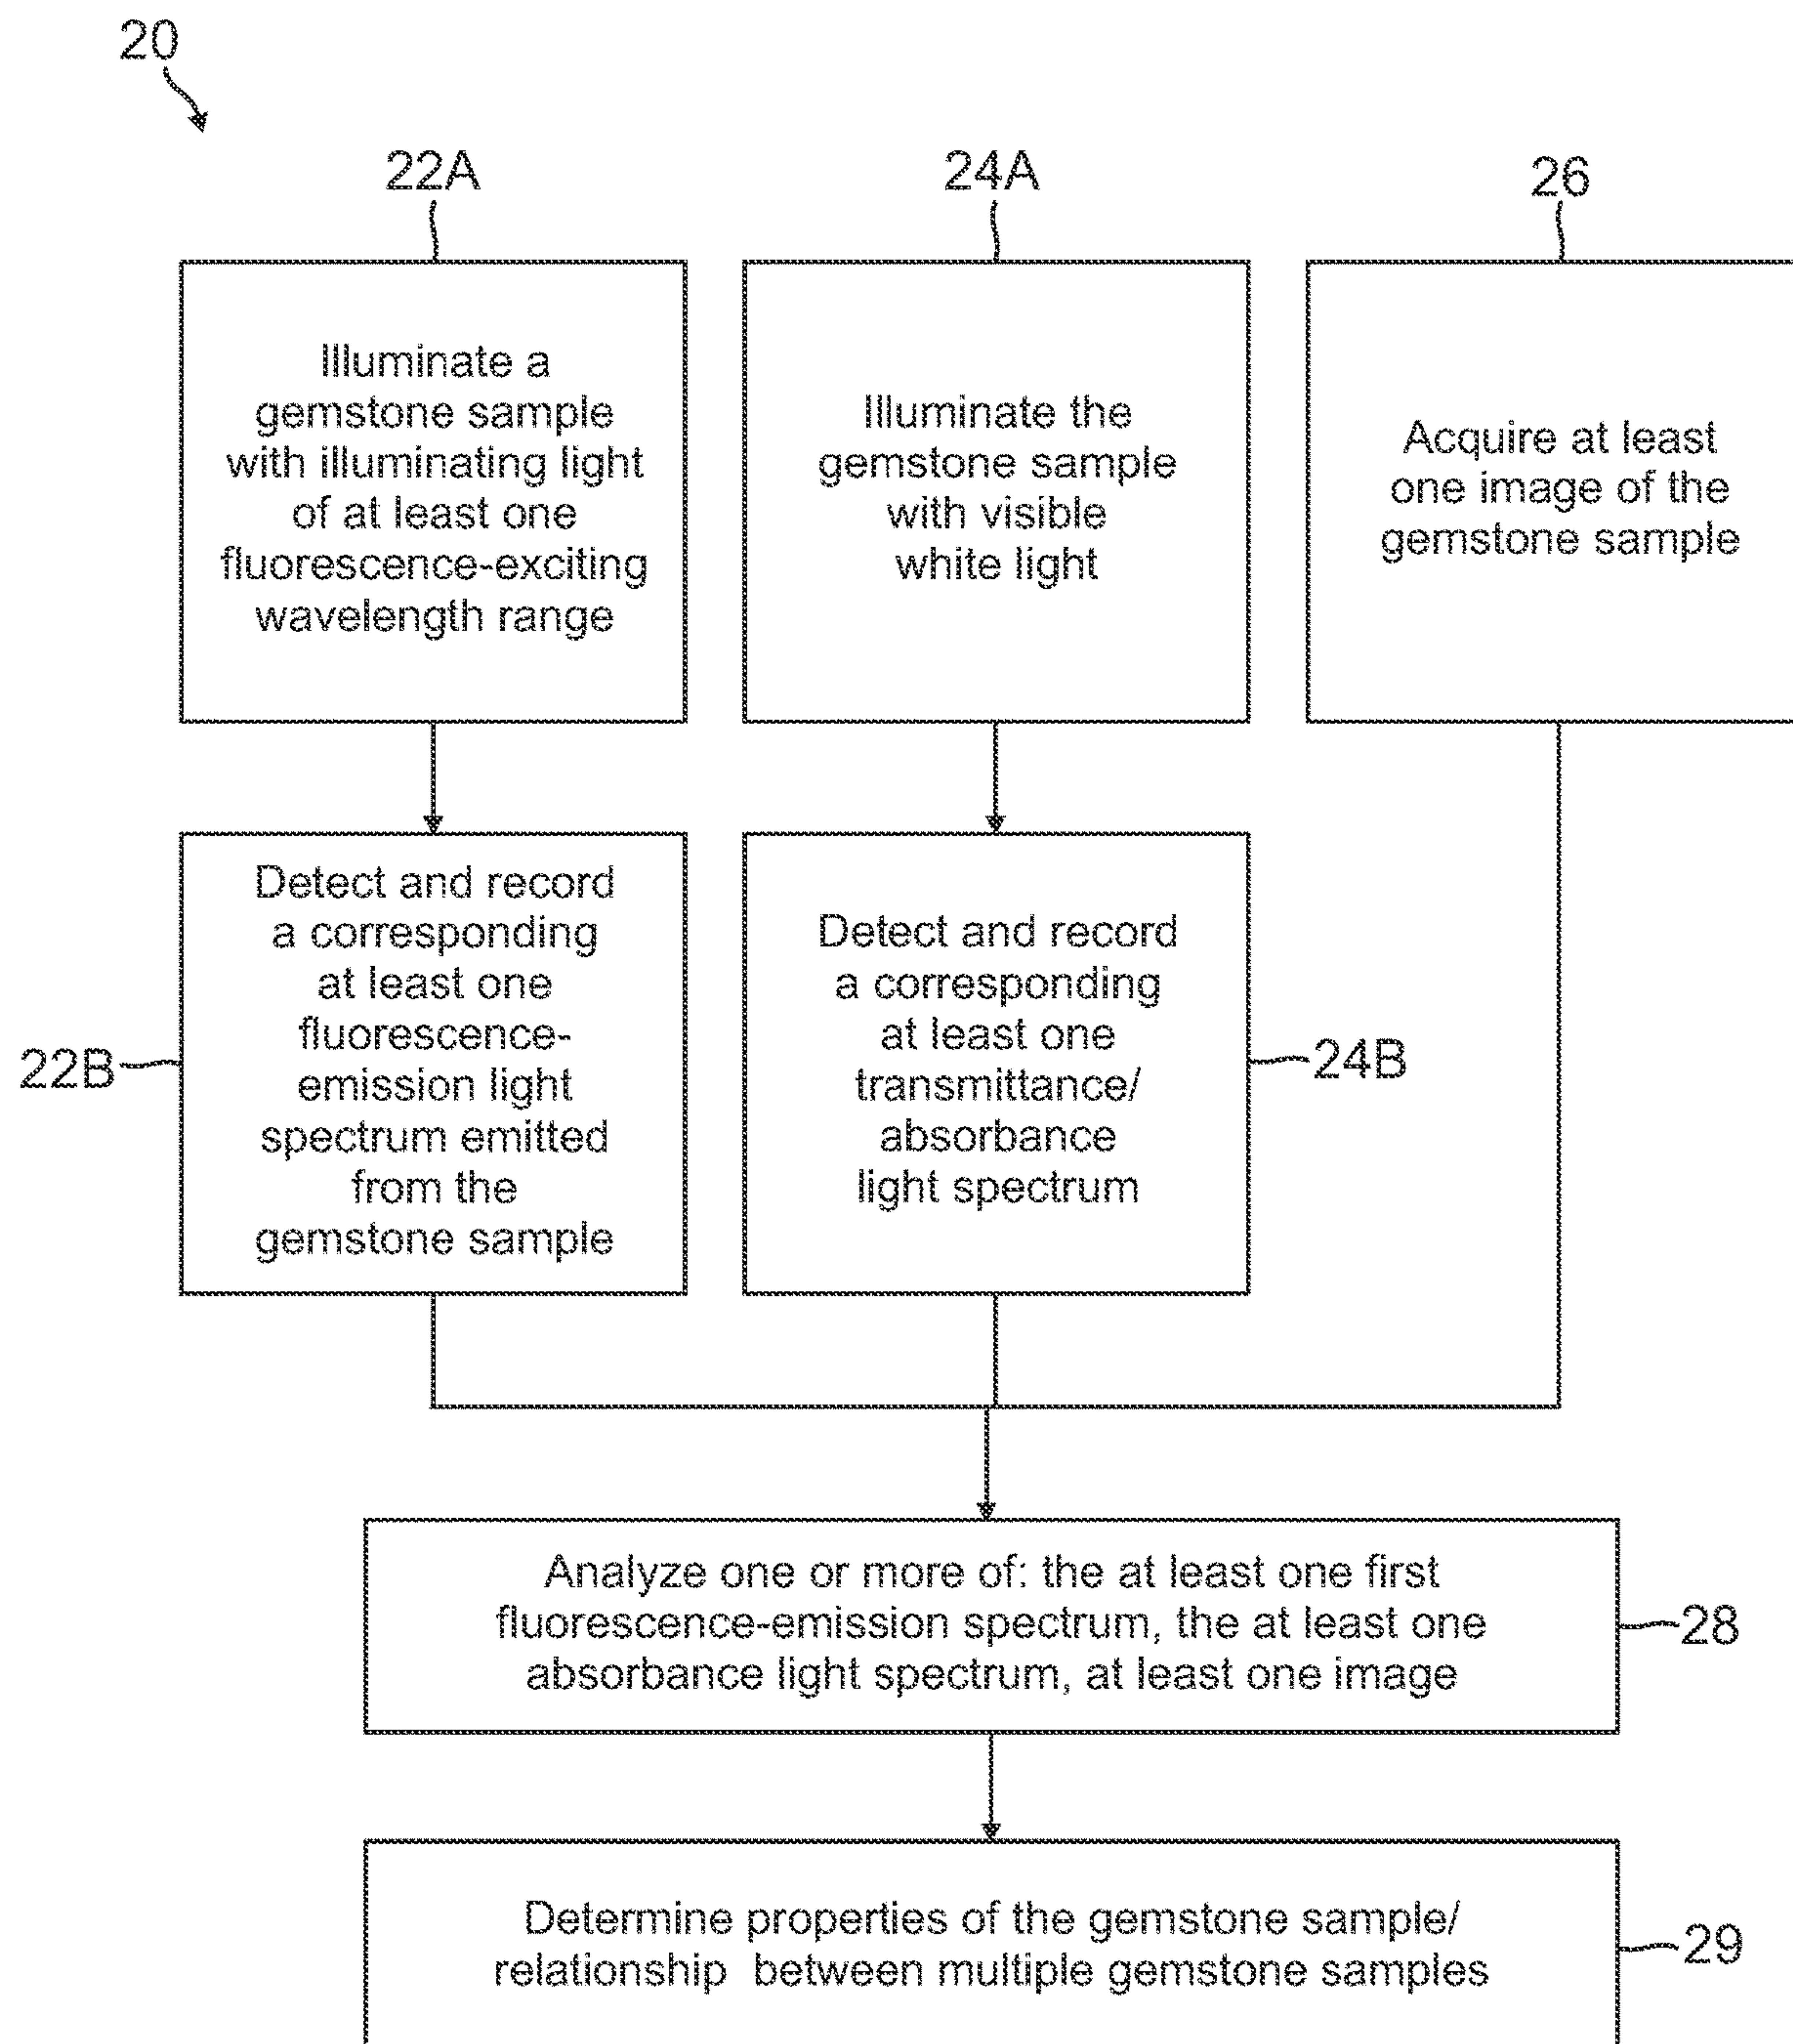 20
22A
24A
26
Illuminate a
gemstone sample
with illuminating light
of at least one
fluorescence-exciting
wavelength range
Illuminate the
gemstone sample
with visible
white light
Acquire at least
one image of the
gemstone sample
22B
Detect and record
a corresponding
at least one
fluorescence-
emission light
spectrum emitted
from the
gemstone sample
Detect and record
a corresponding
at least one
transmittance/
absorbance
light spectrum
24B
Analyze one or more of: the at least one first
fluorescence-emission spectrum, the at least one
absorbance light spectrum, at least one image
28
Determine properties of the gemstone sample/
relationship between multiple gemstone samples
29